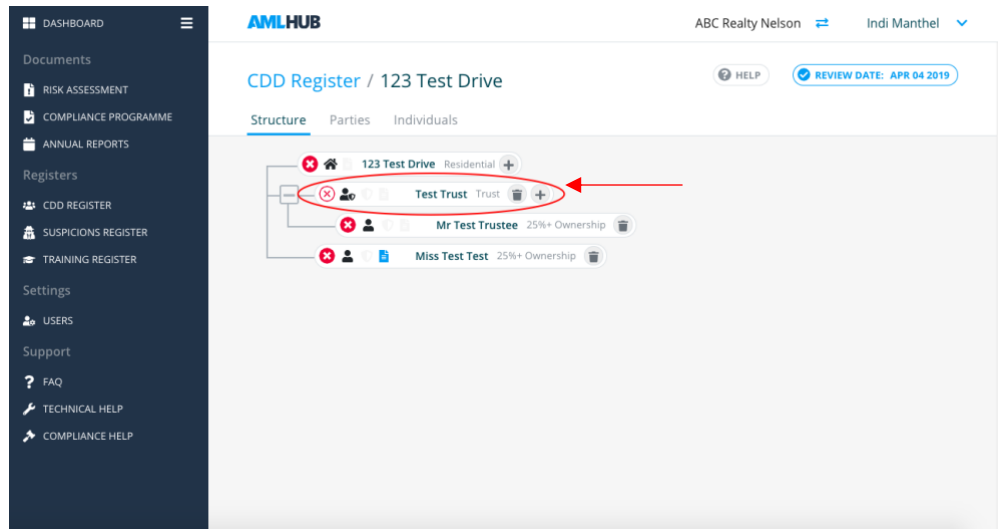 DASHBOARD
Documents
RISK ASSESSMENT
COMPLIANCE PROGRAMME
ANNUAL REPORTS
Registers
CDD REGISTER
SUSPICIONS REGISTER
TRAINING REGISTER
Settings
USERS
Support
? FAQ
TECHNICAL HELP
COMPLIANCE HELP
AMLHUB
ABC Realty Nelson
Indi Manthel
CDD Register / 123 Test Drive
? HELP
REVIEW DATE: APR 04 2019
Structure Parties Individuals
123 Test Drive Residential +
Test Trust Trust +
Mr Test Trustee 25%+ Ownership
Miss Test Test 25%+ Ownership